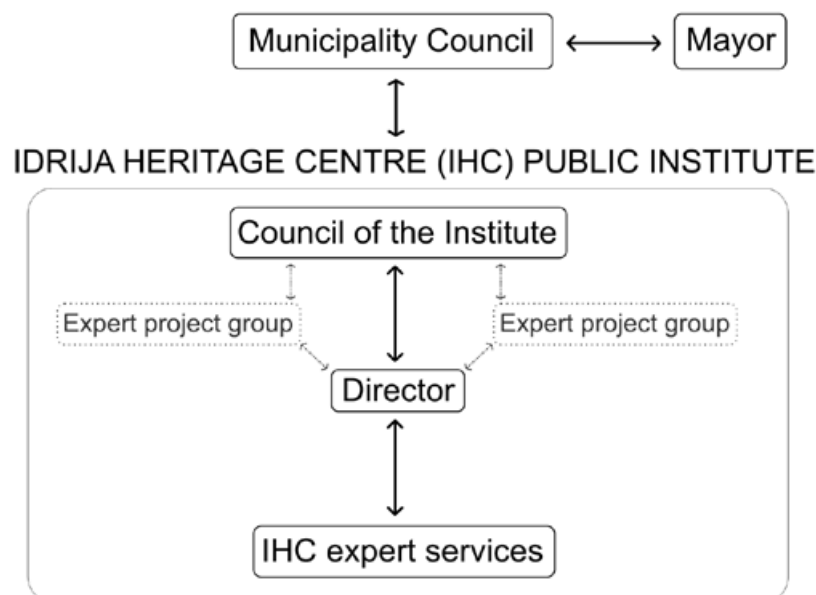 Municipality Council
Mayor
IDRIJA HERITAGE CENTRE (IHC) PUBLIC INSTITUTE
Council of the Institute
Expert project group
Expert project group
Director
IHC expert services